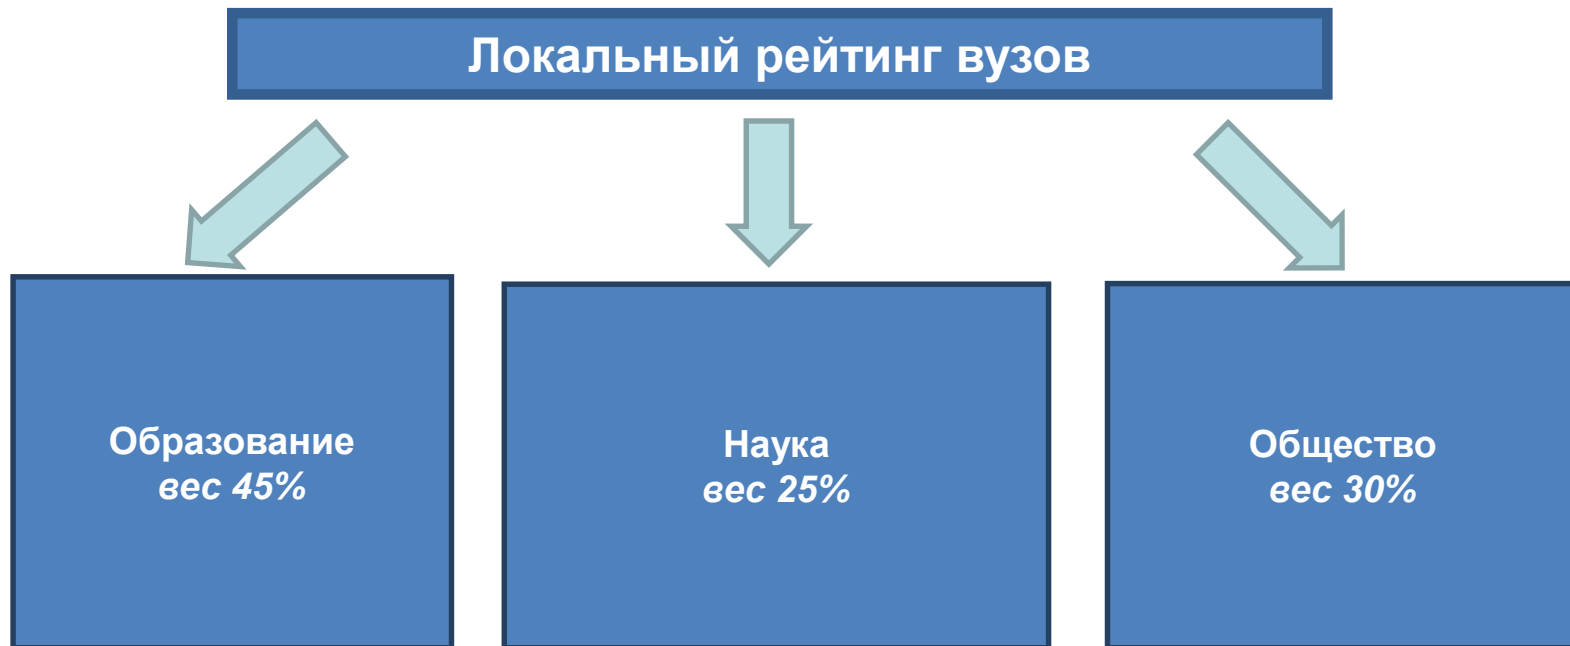 Локальный рейтинг вузов
Образование
вес 45%
Наука
вес 25%
Общество
вес 30%